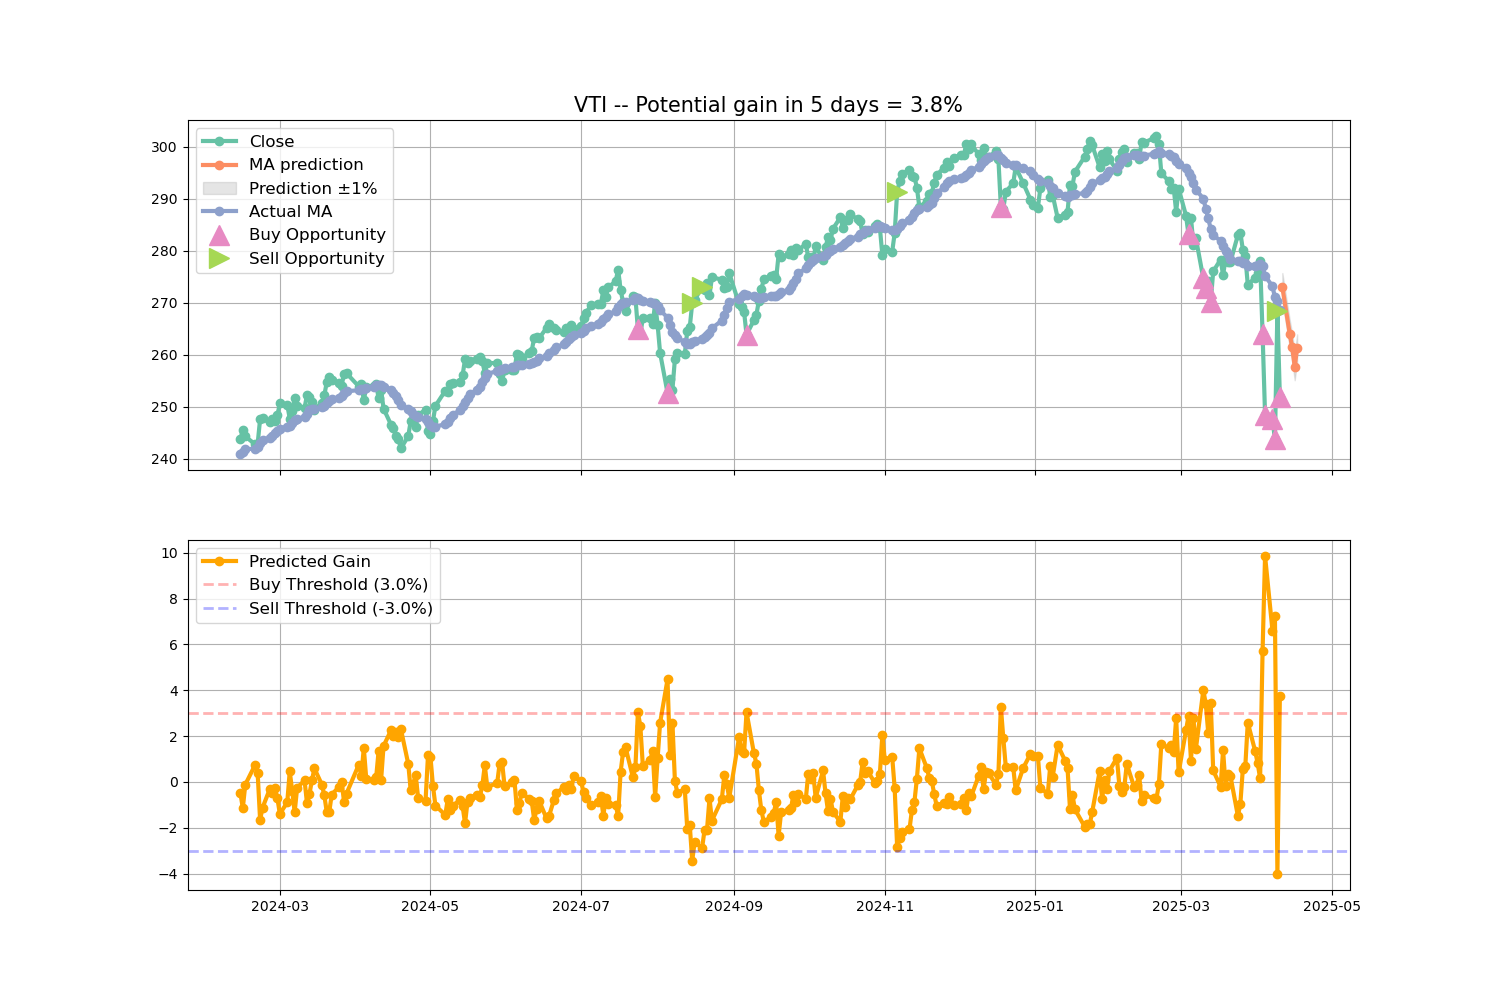 VTI -- Potential gain in 5 days = 3.8%
Close
MA prediction
Prediction ±1%
Actual MA
Buy Opportunity
Sell Opportunity
300
290
280
270
260
250
240
Predicted Gain
Buy Threshold (3.0%)
Sell Threshold (-3.0%)
10
8
6
4
2
0
−2
−4
2024-03
2024-05
2024-07
2024-09
2024-11
2025-01
2025-03
2025-05